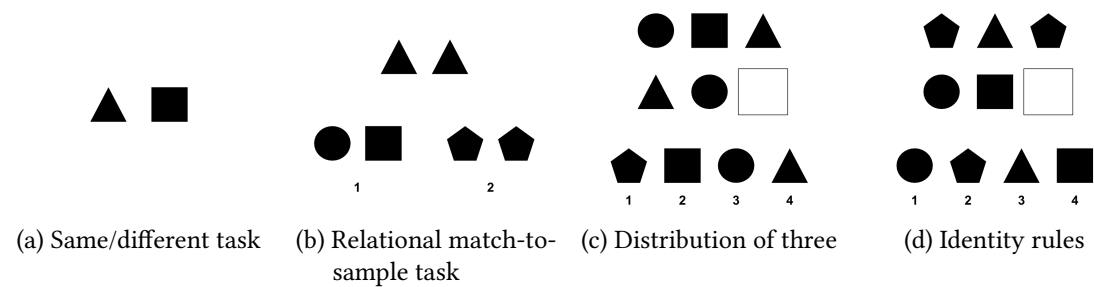 1 2
1 2 3 4
1 2 3 4
(a) Same/different task
(b) Relational match-to-
sample task
(c) Distribution of three
(d) Identity rules